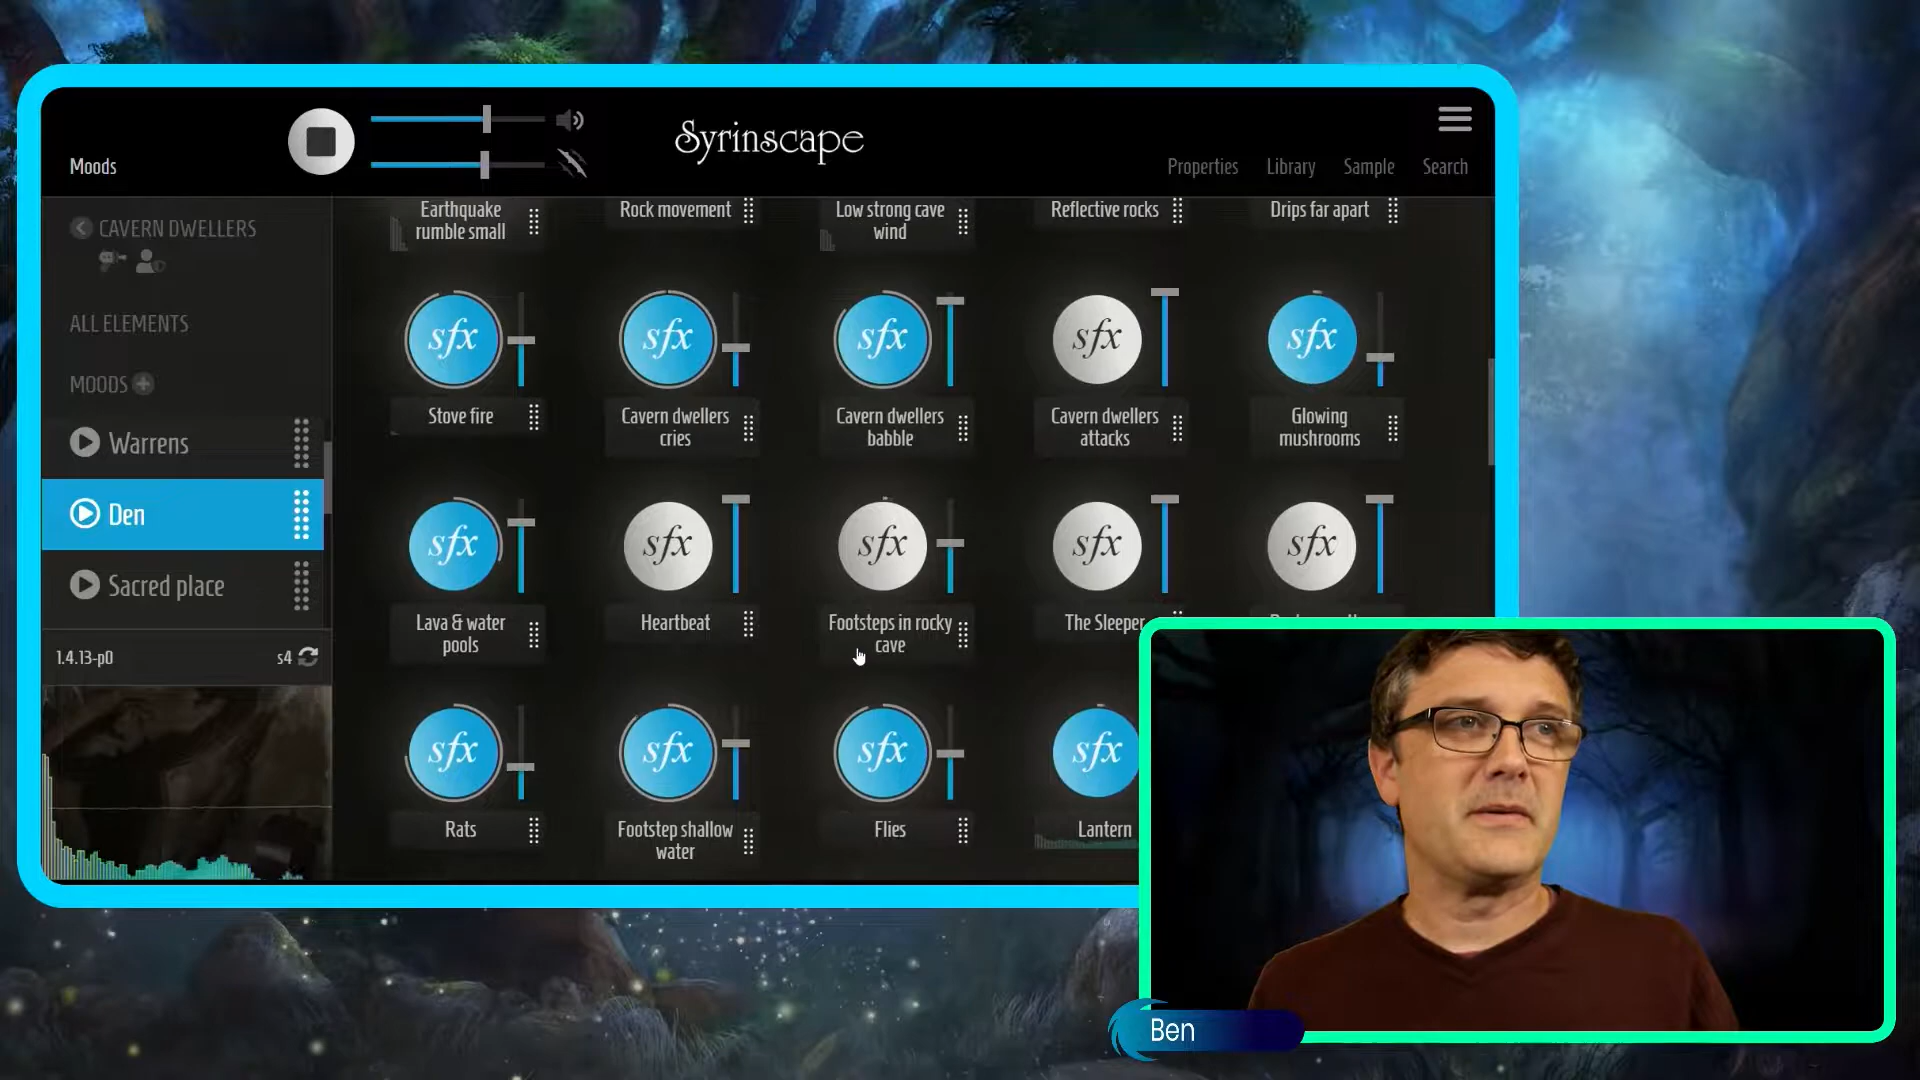 Syrinscape
Moods
Properties
Library
Sample
Search
CAVERN DWELLERS
ALL ELEMENTS
MOODS
Warrens
Den
Sacred place
1.4.13-p0
s4
Earthquake
rumble small
Rock movement
Low strong cave
wind
Reflective rocks
Drips far apart
sfx
sfx
sfx
sfx
sfx
Stove fire
Cavern dwellers
cries
Cavern dwellers
babble
Cavern dwellers
attacks
Glowing
mushrooms
sfx
sfx
sfx
sfx
sfx
Lava & water
pools
Heartbeat
Footsteps in rocky
cave
The Sleeper
sfx
sfx
sfx
sfx
Rats
Footstep shallow
water
Flies
Lantern
Ben